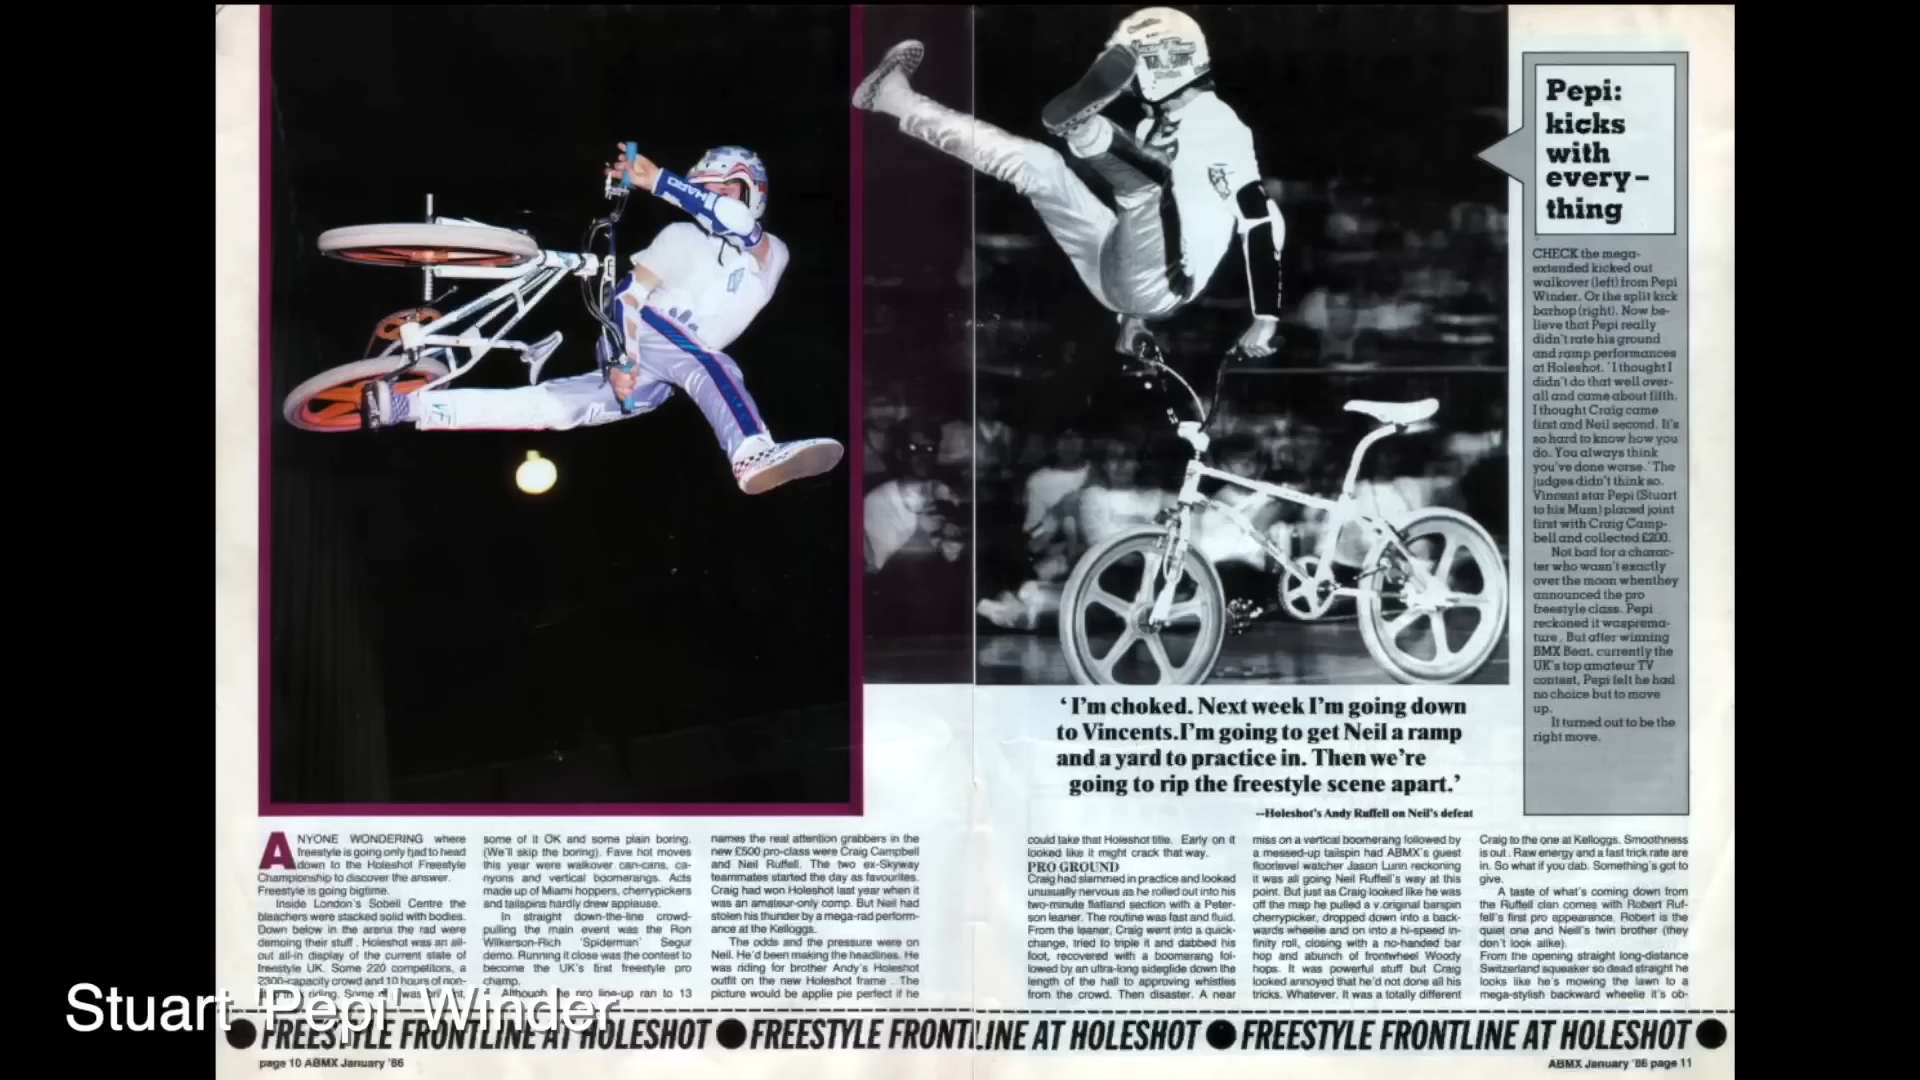 Pepi:
kicks
with
every-
thing
CHECK the mega-
extended kicked out
walkover (left) from Pepi
Winder. Or the split kick
barhop (right). Now be-
lieve that Pepi really
didn't rate his ground
and ramp performances
at Holeshot. 'I thought I
didn't do that well over-
all and came about fifth.
I thought Craig came
first and Neil second. It's
so hard to know how you
do. You always think
you've done worse.' The
judges didn't think so.
Vincent star Pepi (Stuart
to his Mum) placed joint
first with Craig Camp-
bell and collected £200.
Not bad for a charac-
ter who wasn't exactly
over the moon whenthey
announced the pro
freestyle class. Pepi
reckoned it wasprema-
ture. But after winning
BMX Beat, currently the
UK's top amateur TV
contest, Pepi felt he had
no choice but to move
up.
It turned out to be the
right move.
HARO
'I'm choked. Next week I'm going down
to Vincents.I'm going to get Neil a ramp
and a yard to practice in. Then we're
going to rip the freestyle scene apart.'
--Holeshot's Andy Ruffell on Neil's defeat
ANYONE WONDERING where
freestyle is going only had to head
down to the Holeshot Freestyle
Championship to discover the answer.
Freestyle is going bigtime.
Inside London's Sobell Centre the
bleachers were stacked solid with bodies.
Down below in the arena the rad were
demoing their stuff. Holeshot was an all-
out all-in display of the current state of
freestyle UK. Some 220 competitors, a
2300-capacity crowd and 10 hours of non-
riding. Some
some of it OK and some plain boring.
(We'll skip the boring). Fave hot moves
this year were walkover can-cans, ca-
nyons and vertical boomerangs. Acts
made up of Miami hoppers, cherrypickers
and tailspins hardly drew applause.
In straight down-the-line crowd-
pulling the main event was the Ron
Wilkerson-Rich 'Spiderman' Segur
demo. Running it close was the contest to
become the UK's first freestyle pro
champ.
Although the pro line-up ran to 13
names the real attention grabbers in the
new £500 pro-class were Craig Campbell
and Neil Ruffell. The two ex-Skyway
teammates started the day as favourites.
Craig had won Holeshot last year when it
was an amateur-only comp. But Neil had
stolen his thunder by a mega-rad perform-
ance at the Kelloggs.
The odds and the pressure were on
Neil. He'd been making the headlines. He
was riding for brother Andy's Holeshot
outfit on the new Holeshot frame. The
picture would be applie pie perfect if he
could take that Holeshot title. Early on it
looked like it might crack that way.
PRO GROUND
Craig had slammed in practice and looked
unusually nervous as he rolled out into his
two-minute flatland section with a Peter-
son leaner. The routine was fast and fluid.
From the leaner, Craig went into a quick-
change, tried to triple it and dabbed his
foot, recovered with a boomerang fol-
lowed by an ultra-long sideglide down the
length of the hall to approving whistles
from the crowd. Then disaster. A near
miss on a vertical boomerang followed by
a messed-up tailspin had ABMX's guest
floorlevel watcher Jason Lunn reckoning
it was all going Neil Ruffell's way at this
point. But just as Craig looked like he was
off the map he pulled a v.original barspin
cherrypicker, dropped down into a back-
wards wheelie and on into a hi-speed in-
finity roll, closing with a no-handed bar
hop and abunch of frontwheel Woody
hops. It was powerful stuff but Craig
looked annoyed that he'd not done all his
tricks. Whatever. It was a totally different
Craig to the one at Kelloggs. Smoothness
is out. Raw energy and a fast trick rate are
in. So what if you dab. Something's got to
give.
A taste of what's coming down from
the Ruffell clan comes with Robert Ruf-
fell's first pro appearance. Robert is the
quiet one and Neil's twin brother (they
don't look alike).
From the opening straight long-distance
Switzerland squeaker so dead straight he
looks like he's mowing the lawn to a
mega-stylish backward wheelie it's ob-
Stuart 'Pepi' Winder
FREESTYLE FRONTLINE AT HOLESHOT FREESTYLE FRONTLINE AT HOLESHOT FREESTYLE FRONTLINE AT HOLESHOT
page 10 ABMX January '86
ABMX January '86 page 11